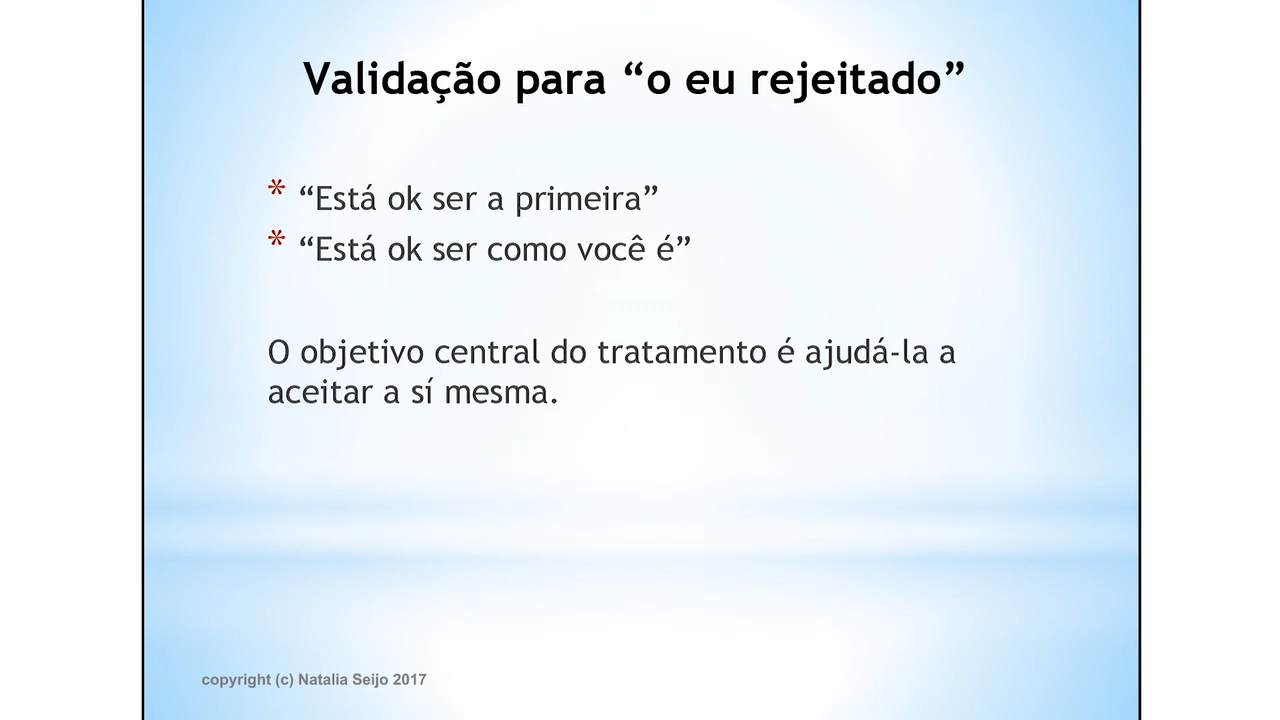 Validação para “o eu rejeitado”
* “Está ok ser a primeira”
* “Está ok ser como você é”
O objetivo central do tratamento é ajudá-la a
aceitar a sí mesma.
copyright (c) Natalia Seijo 2017